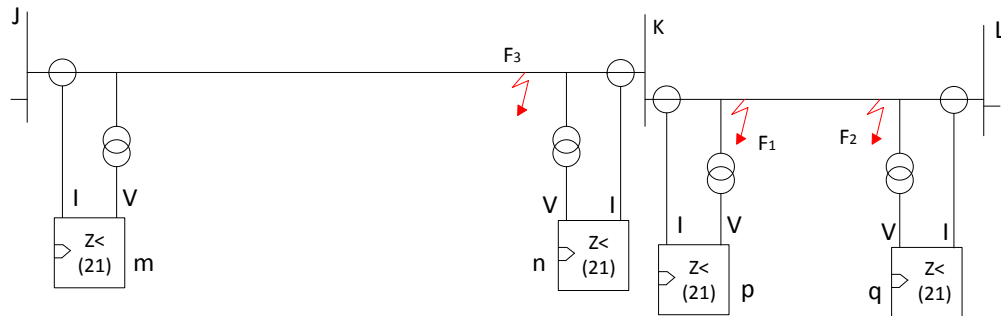 J
K
L
F3
F1
F2
I
V
V
I
I
V
V
I
Z<
(21)
m
n
Z<
(21)
Z<
(21)
p
q
Z<
(21)